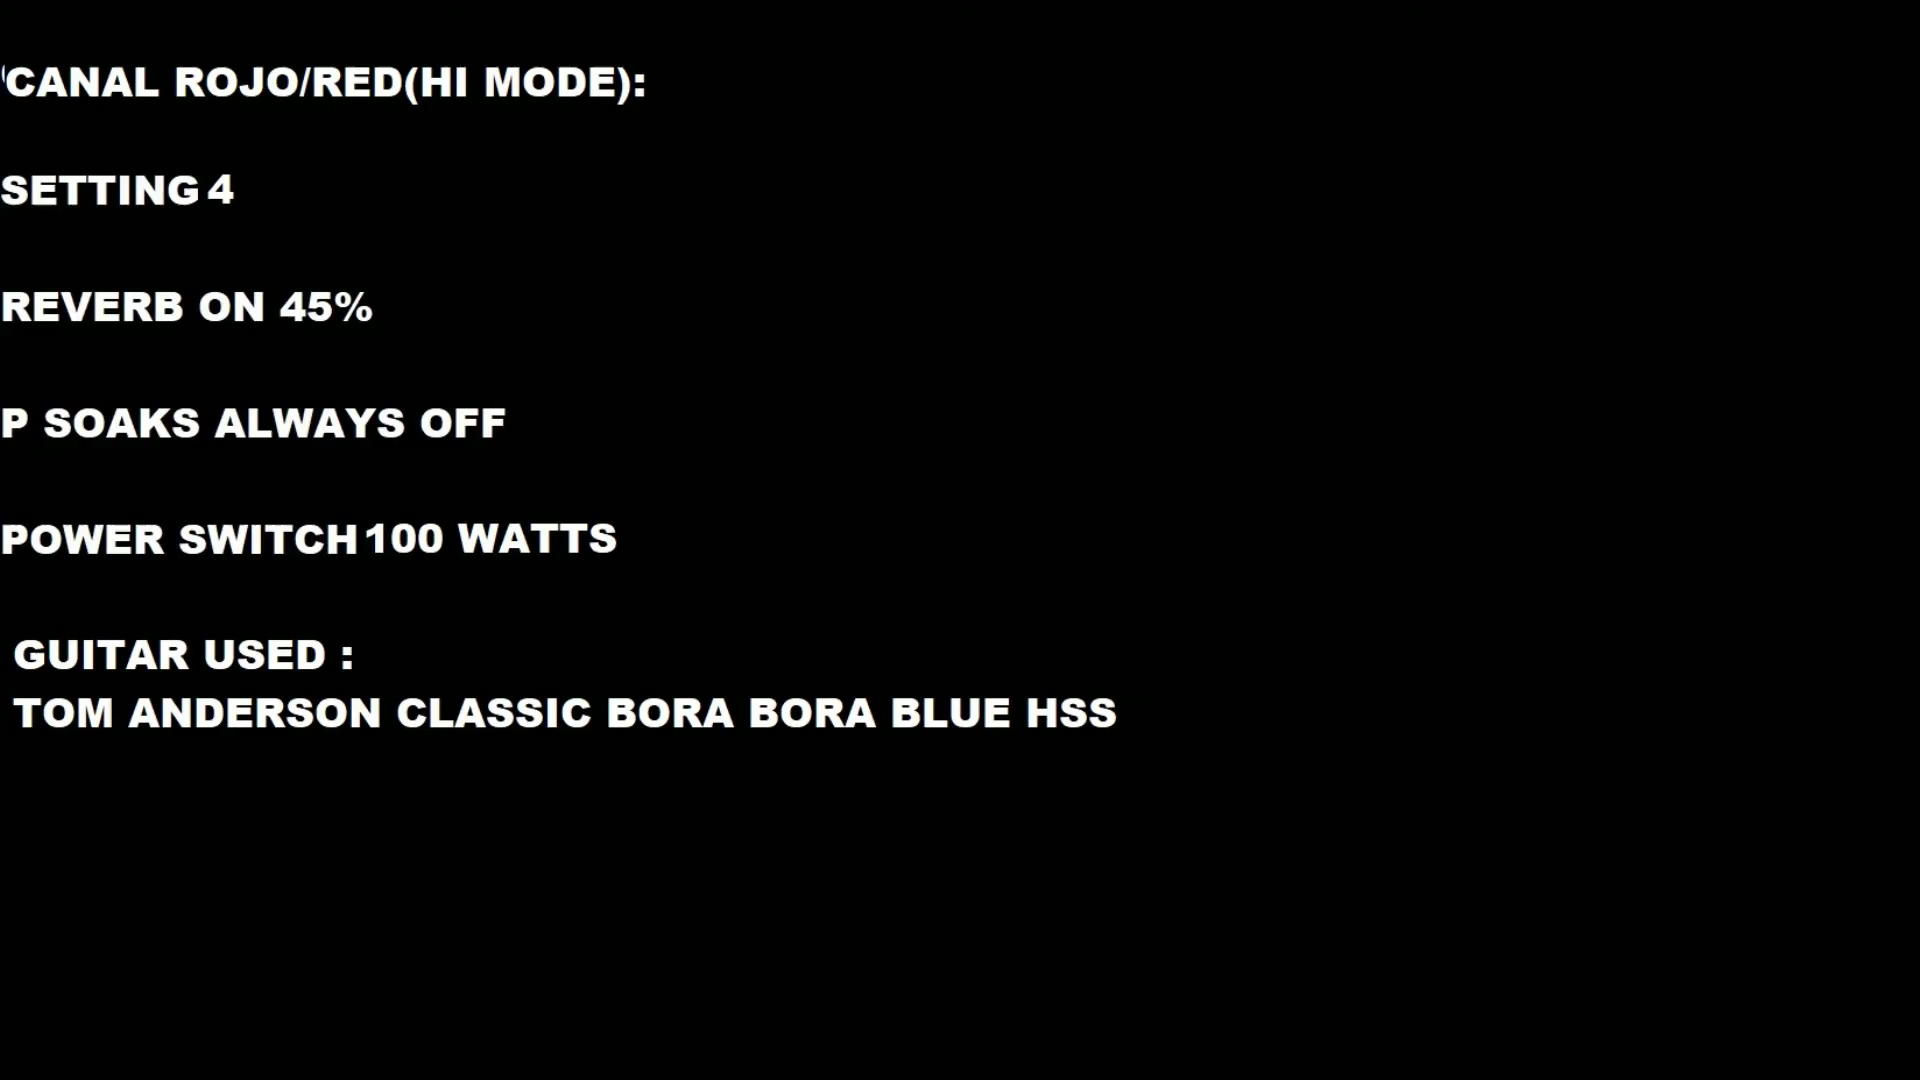 CANAL ROJO/RED(HI MODE):
SETTING 4
REVERB ON 45%
P SOAKS ALWAYS OFF
POWER SWITCH 100 WATTS
GUITAR USED :
TOM ANDERSON CLASSIC BORA BORA BLUE HSS